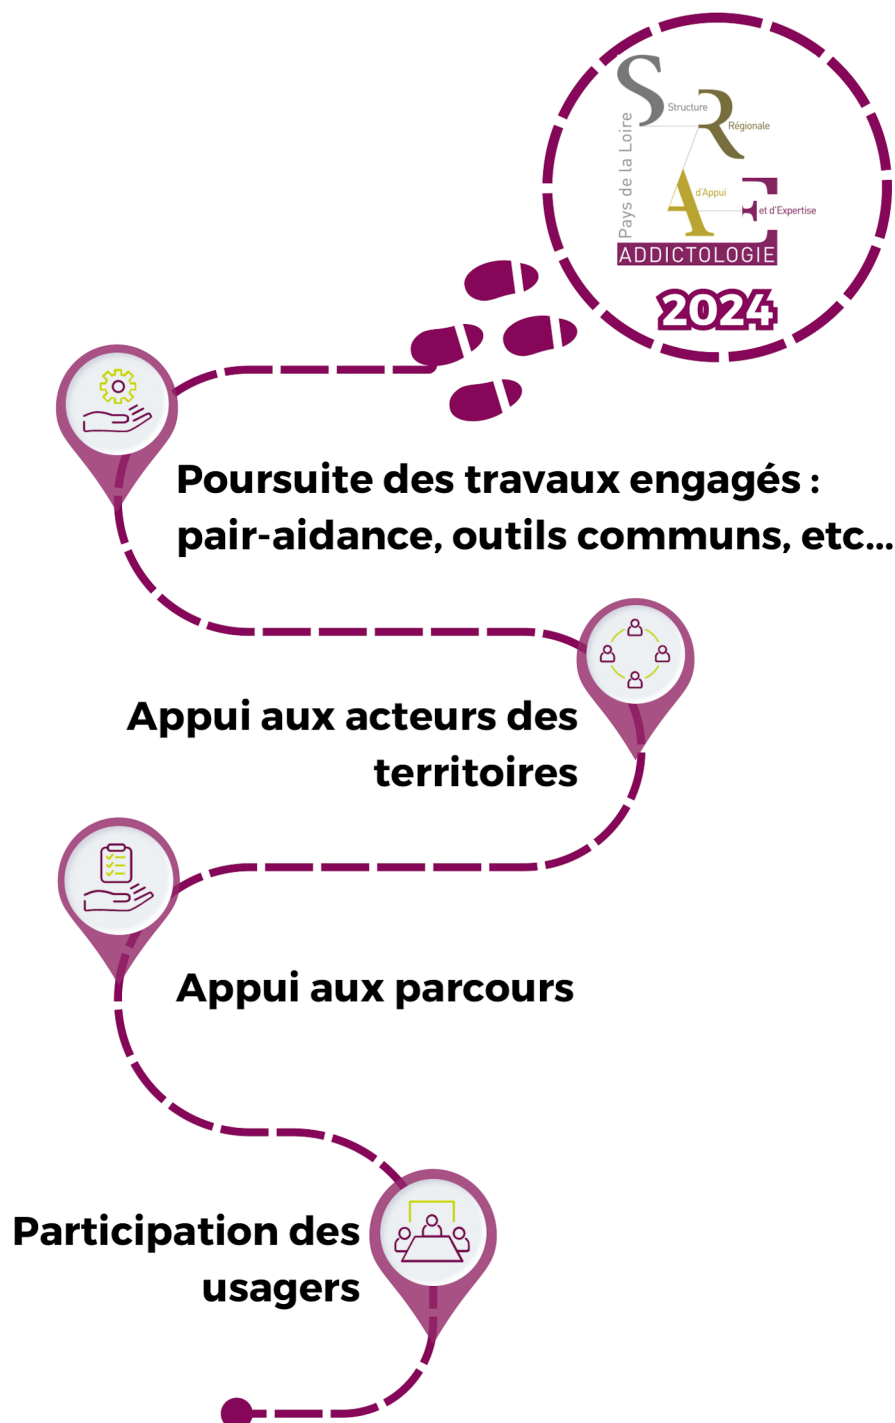 Pays de la Loire
Structure
Régionale
d'Appui
et d'Expertise
S R A E
ADDICTOLOGIE
2024
Poursuite des travaux engagés :
pair-aidance, outils communs, etc...
Appui aux acteurs des
territoires
Appui aux parcours
Participation des
usagers